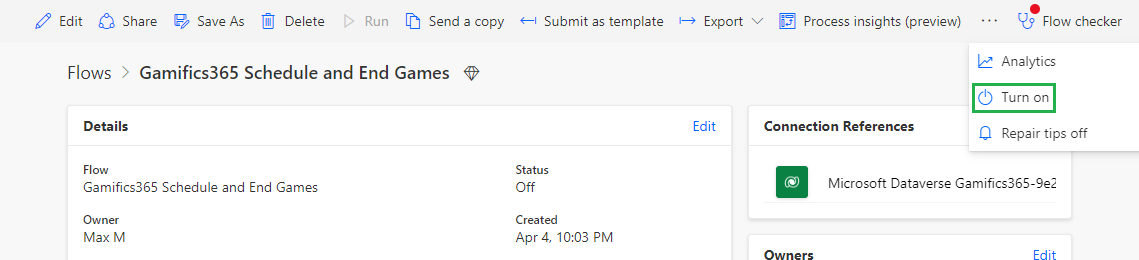 Edit Share Save As Delete Run Send a copy Submit as template Export Process insights (preview) ... Flow checker
Analytics
Turn on
Repair tips off
Flows > Gamifics365 Schedule and End Games
Details Edit
Flow
Gamifics365 Schedule and End Games
Status
Off
Owner
Max M
Created
Apr 4, 10:03 PM
Connection References
Microsoft Dataverse Gamifics365-9e2
Owners Edit